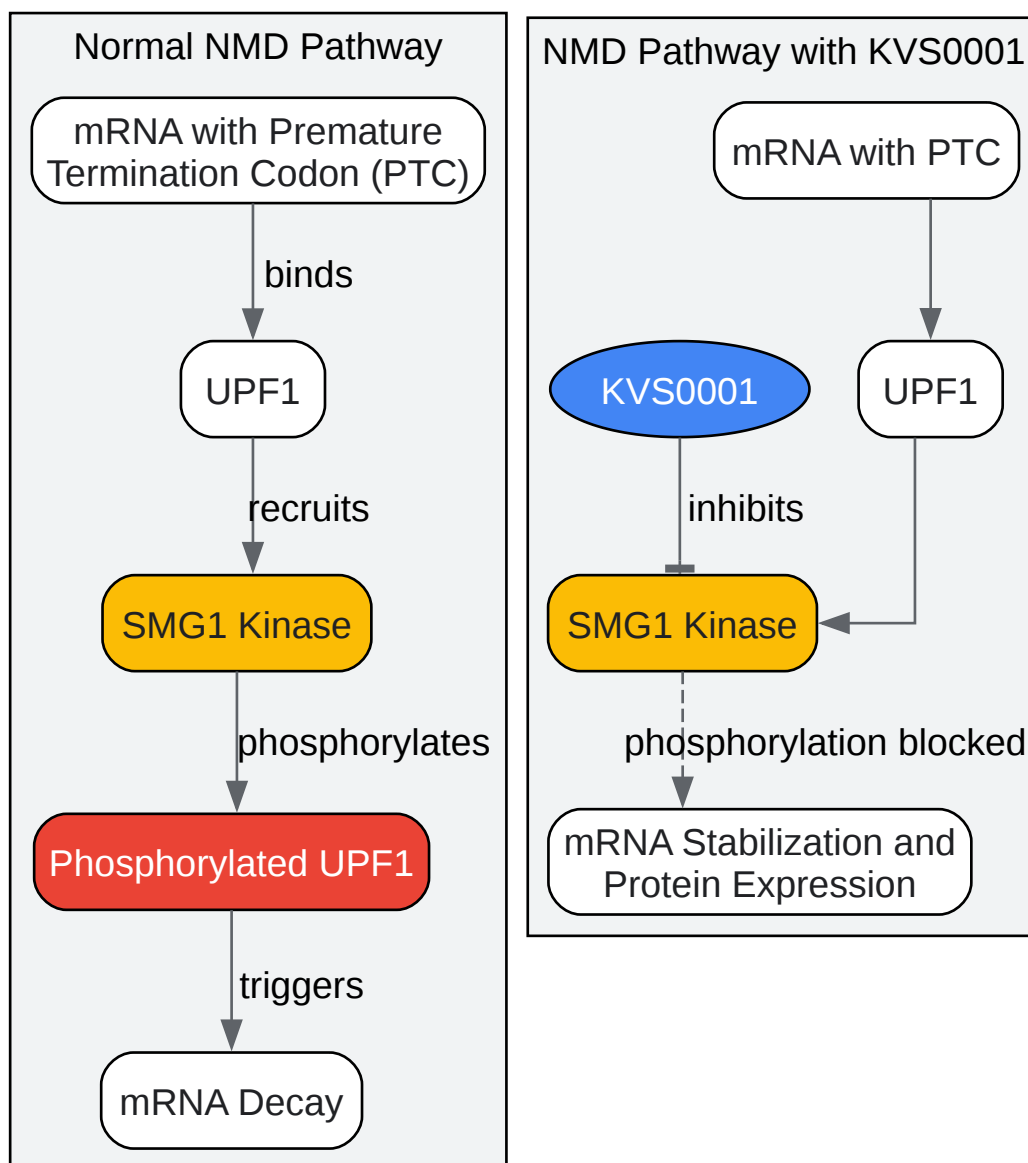 Normal NMD Pathway
mRNA with Premature
Termination Codon (PTC)
binds
UPF1
recruits
SMG1 Kinase
phosphorylates
Phosphorylated UPF1
triggers
mRNA Decay
NMD Pathway with KVS0001
mRNA with PTC
KVS0001
UPF1
inhibits
SMG1 Kinase
phosphorylation blocked
mRNA Stabilization and
Protein Expression